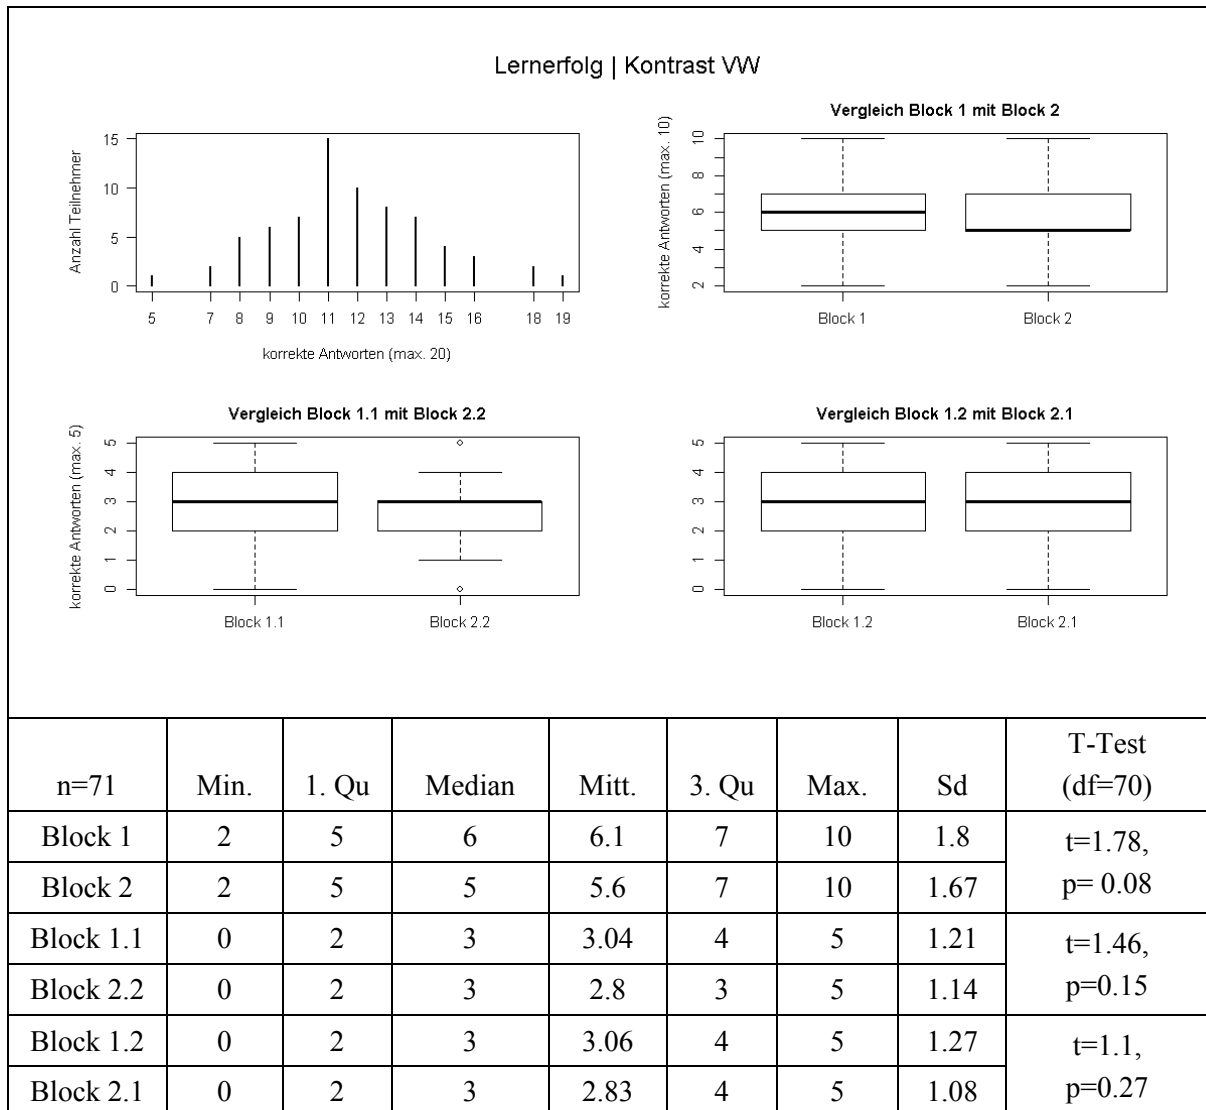 Lernerfolg | Kontrast VW
Anzahl Teilnehmer
15
10
5
0
5 7 8 9 10 11 12 13 14 15 16 18 19
korrekte Antworten (max. 20)
Vergleich Block 1 mit Block 2
korrekte Antworten (max. 10)
10
8
6
4
2
Block 1 Block 2
Vergleich Block 1.1 mit Block 2.2
korrekte Antworten (max. 5)
5
4
3
2
1
0
Block 1.1 Block 2.2
Vergleich Block 1.2 mit Block 2.1
5
4
3
2
1
0
Block 1.2 Block 2.1
n=71 Min. 1. Qu Median Mitt. 3. Qu Max. Sd T-Test (df=70)
Block 1 2 5 6 6.1 7 10 1.8 t=1.78,
Block 2 2 5 5 5.6 7 10 1.67 p= 0.08
Block 1.1 0 2 3 3.04 4 5 1.21 t=1.46,
Block 2.2 0 2 3 2.8 3 5 1.14 p=0.15
Block 1.2 0 2 3 3.06 4 5 1.27 t=1.1,
Block 2.1 0 2 3 2.83 4 5 1.08 p=0.27